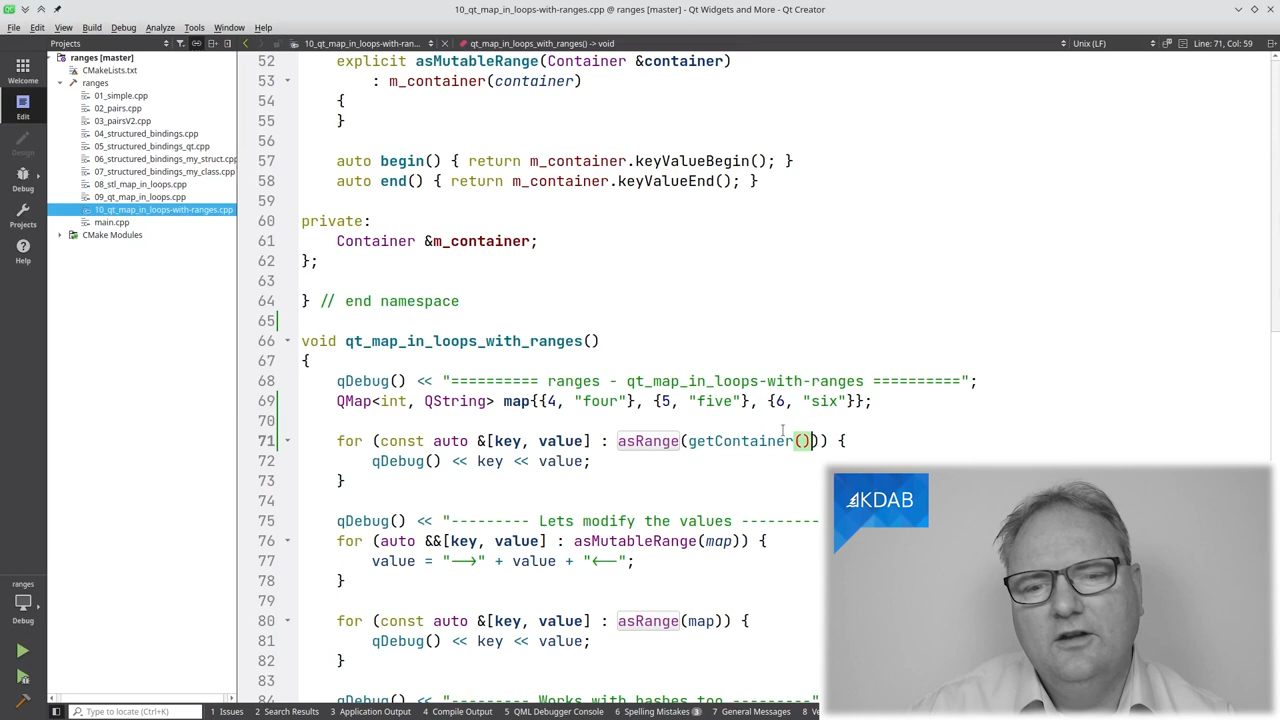 10_qt_map_in_loops-with-ranges.cpp @ ranges [master] - Qt Widgets and More - Qt Creator
File Edit View Build Debug Analyze Tools Window Help
Projects
10_qt_map_in_loops-with-ran...
qt_map_in_loops_with_ranges() -> void
Unix (LF)
Line: 71, Col: 59
Welcome
Edit
Design
Debug
Projects
Help
ranges
Debug
ranges [master]
CMakeLists.txt
ranges
01_simple.cpp
02_pairs.cpp
03_pairsV2.cpp
04_structured_bindings.cpp
05_structured_bindings_qt.cpp
06_structured_bindings_my_struct.cpp
07_structured_bindings_my_class.cpp
08_stl_map_in_loops.cpp
09_qt_map_in_loops.cpp
10_qt_map_in_loops-with-ranges.cpp
main.cpp
CMake Modules
52 explicit asMutableRange(Container &container)
53 : m_container(container)
54 {
55 }
56
57 auto begin() { return m_container.keyValueBegin(); }
58 auto end() { return m_container.keyValueEnd(); }
59
60 private:
61 Container &m_container;
62 };
63
64 } // end namespace
65
66 void qt_map_in_loops_with_ranges()
67 {
68 qDebug() << "========== ranges - qt_map_in_loops-with-ranges ==========";
69 QMap<int, QString> map{{4, "four"}, {5, "five"}, {6, "six"}};
70
71 for (const auto &[key, value] : asRange(getContainer())) {
72 qDebug() << key << value;
73 }
74
75 qDebug() << "--------- Lets modify the values ---------
76 for (auto &&[key, value] : asMutableRange(map)) {
77 value = "-->" + value + "<--";
78 }
79
80 for (const auto &[key, value] : asRange(map)) {
81 qDebug() << key << value;
82 }
83
84 qDebug() << "--------- Works with hashes too ---------"
KDAB
Type to locate (Ctrl+K)
1 Issues 2 Search Results 3 Application Output 4 Compile Output 5 QML Debugger Console 6 Spelling Mistakes 3 7 General Messages 8 Ve